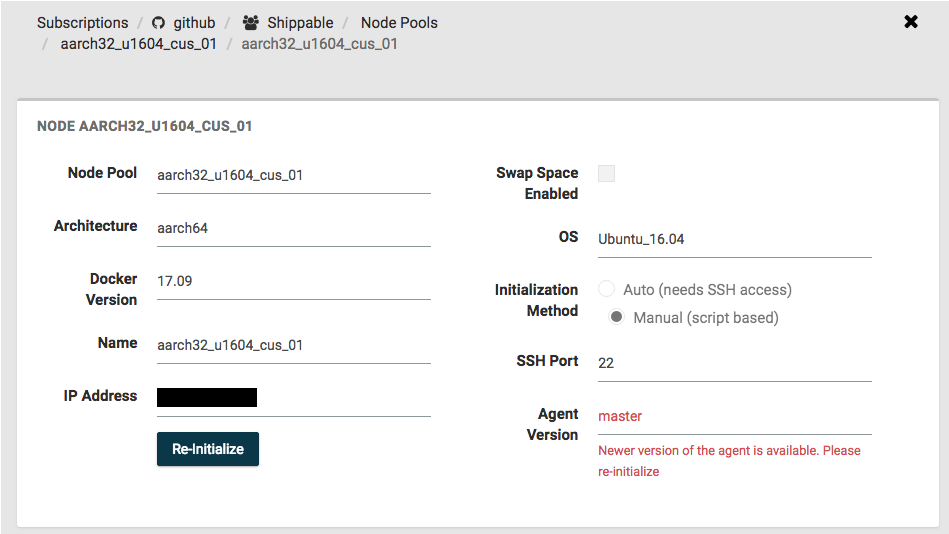 Subscriptions / github / Shippable / Node Pools
/ aarch32_u1604_cus_01 / aarch32_u1604_cus_01
NODE AARCH32_U1604_CUS_01
Node Pool aarch32_u1604_cus_01
Architecture aarch64
Docker Version 17.09
Name aarch32_u1604_cus_01
IP Address
Re-Initialize
Swap Space
Enabled
OS Ubuntu_16.04
Initialization Auto (needs SSH access)
Method Manual (script based)
SSH Port 22
Agent Version master
Newer version of the agent is available. Please
re-initialize